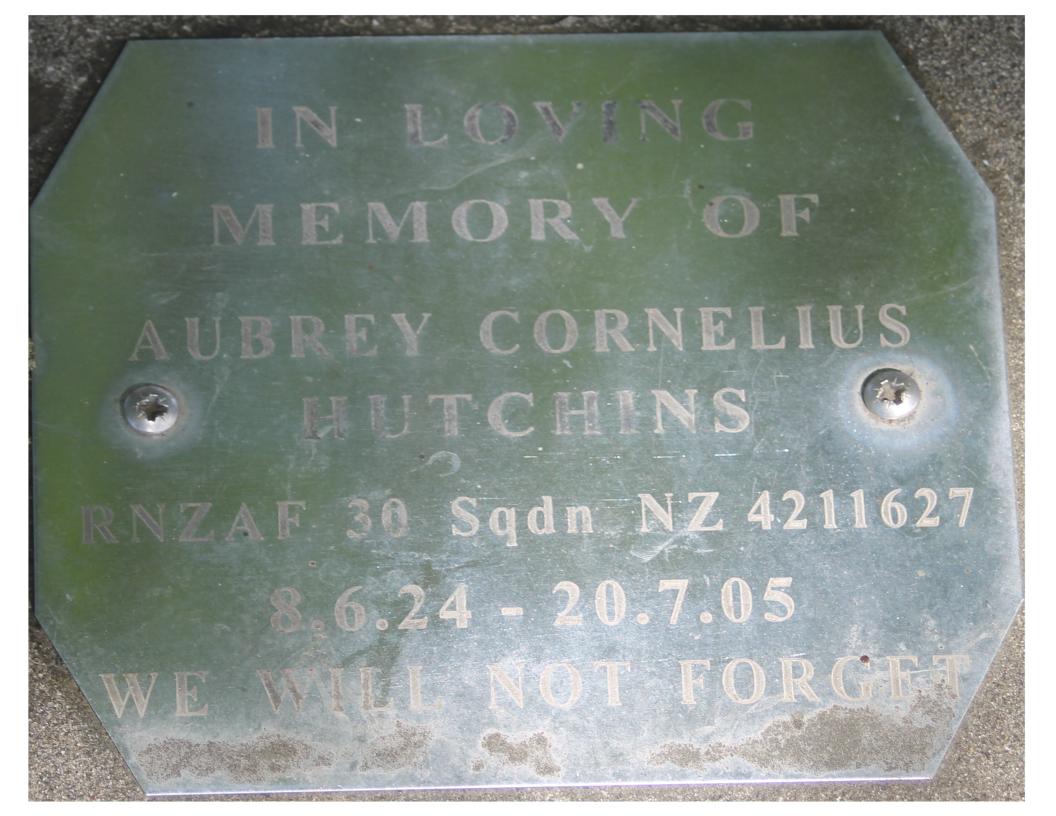 IN LOVING
MEMORY OF
AUBREY CORNELIUS
HUTCHINS
RNZAF 30 Sqdn NZ 4211627
8.6.24 - 20.7.05
WE WILL NOT FORGET